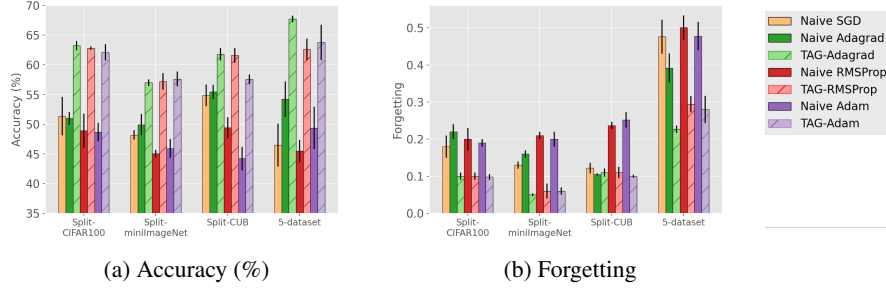 70
65
60
55
50
45
40
35
Accuracy (%)
Split-
CIFAR100
Split-
miniImageNet
Split-CUB
5-dataset
(a) Accuracy (%)
0.5
0.4
0.3
0.2
0.1
0.0
Forgetting
Split-
CIFAR100
Split-
miniImageNet
Split-CUB
5-dataset
(b) Forgetting
Naive SGD
Naive Adagrad
TAG-Adagrad
Naive RMSProp
TAG-RMSProp
Naive Adam
TAG-Adam